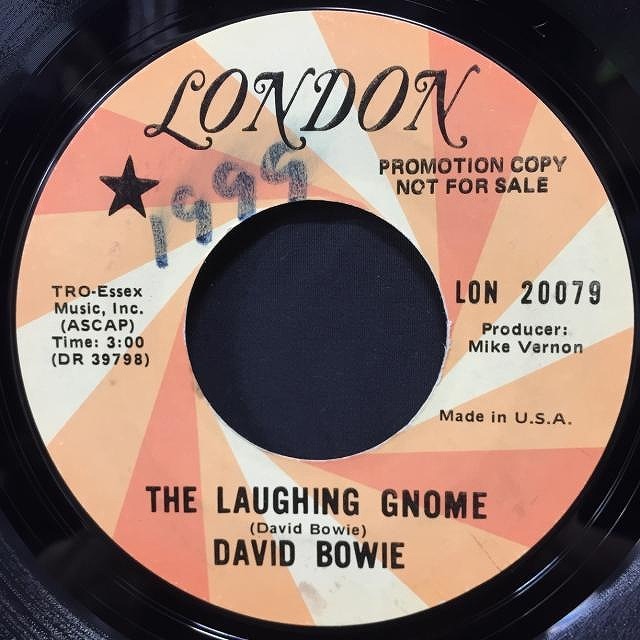 LONDON
PROMOTION COPY
NOT FOR SALE
1999
TRO-Essex
Music, Inc.
(ASCAP)
Time: 3:00
(DR 39798)
LON 20079
Producer:
Mike Varnon
Made in U.S.A.
THE LAUGHING GNOME
(David Bowie)
DAVID BOWIE